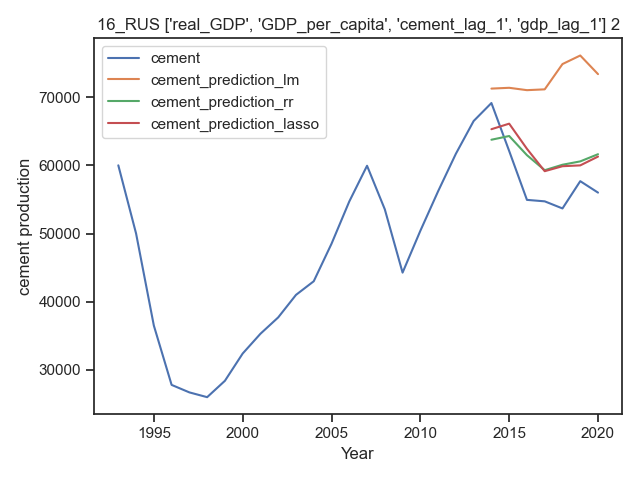 16_RUS ['real_GDP', 'GDP_per_capita', 'cement_lag_1', 'gdp_lag_1'] 2
cement
cement_prediction_lm
cement_prediction_rr
cement_prediction_lasso
cement production
70000
60000
50000
40000
30000
1995
2000
2005
2010
2015
2020
Year